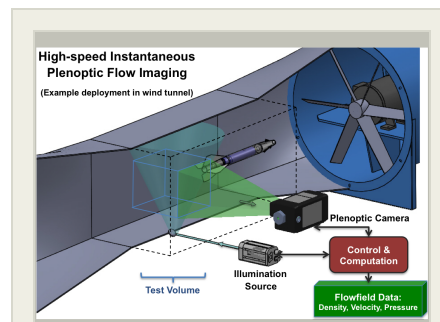 High-speed Instantaneous
Plenoptic Flow Imaging
(Example deployment in wind tunnel)
Plenoptic Camera
Control &
Computation
Illumination
Source
Test Volume
Flowfield Data:
Density, Velocity, Pressure